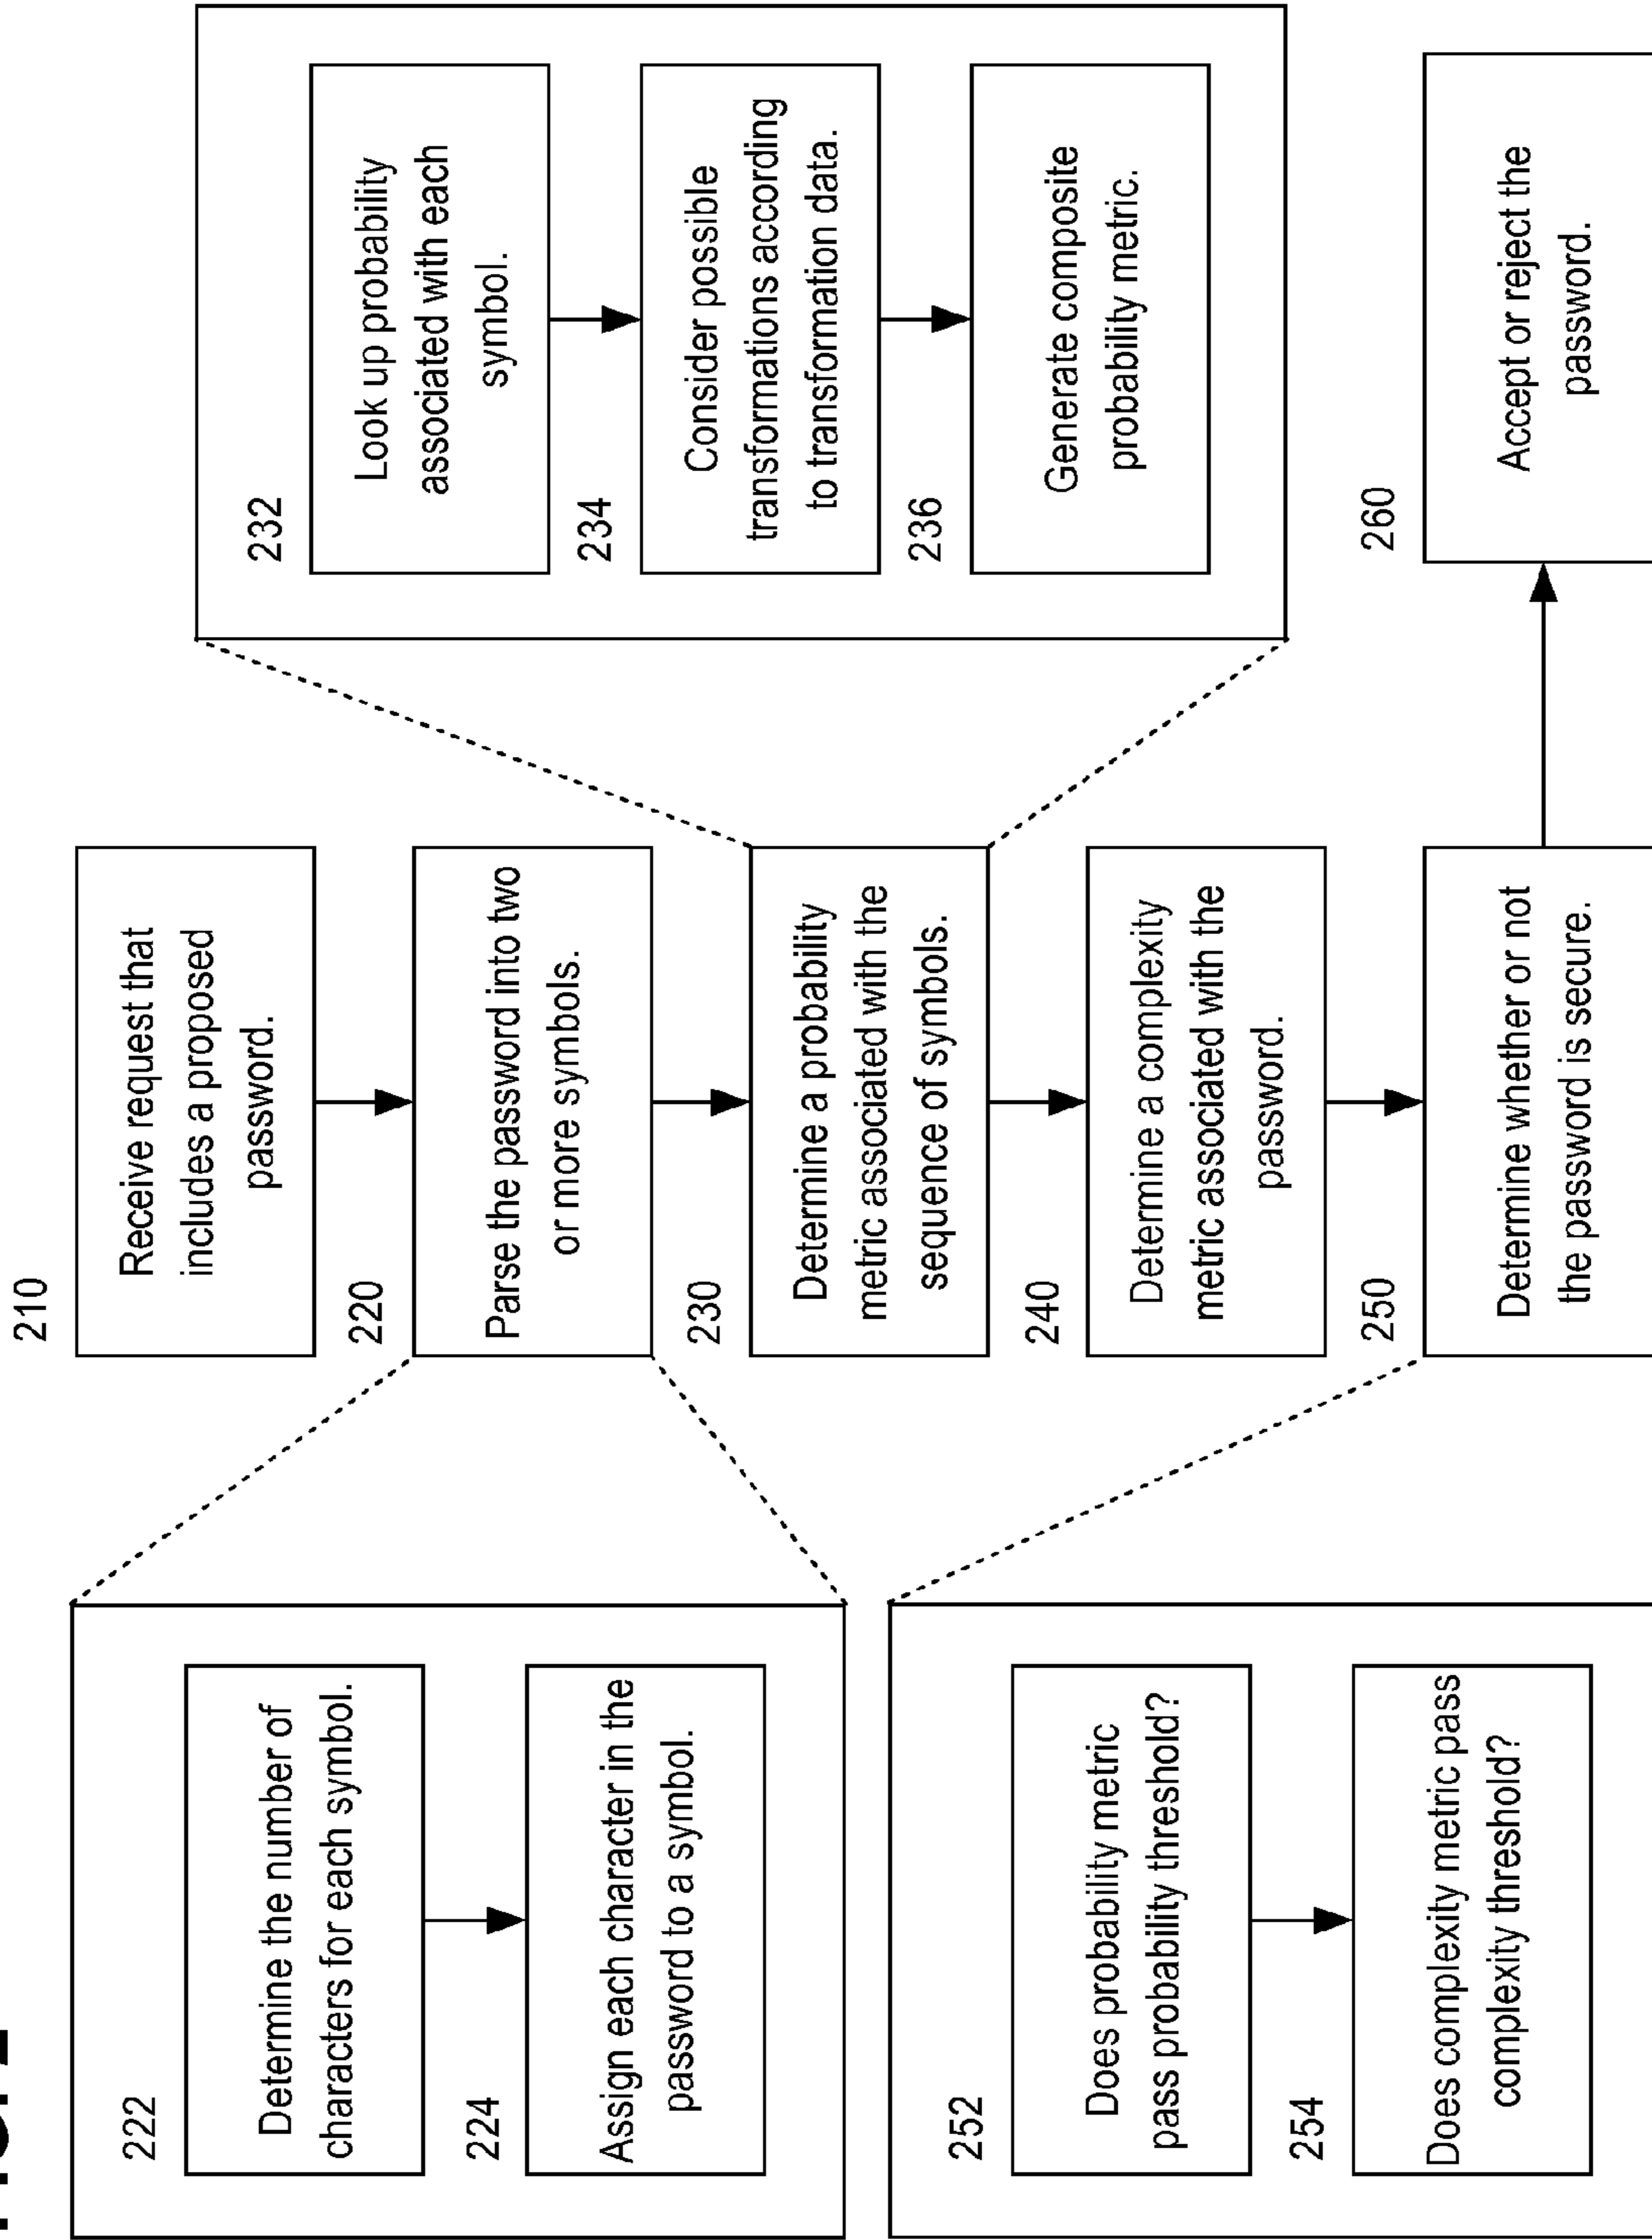 210
Receive request that
includes a proposed
password.
220
Parse the password into two
or more symbols.
222
Determine the number of
characters for each symbol.
224
Assign each character in the
password to a symbol.
230
Determine a probability
metric associated with the
sequence of symbols.
232
Look up probability
associated with each
symbol.
234
Consider possible
transformations according
to transformation data.
236
Generate composite
probability metric.
240
Determine a complexity
metric associated with the
password.
250
Determine whether or not
the password is secure.
252
Does probability metric
pass probability threshold?
254
Does complexity metric pass
complexity threshold?
260
Accept or reject the
password.